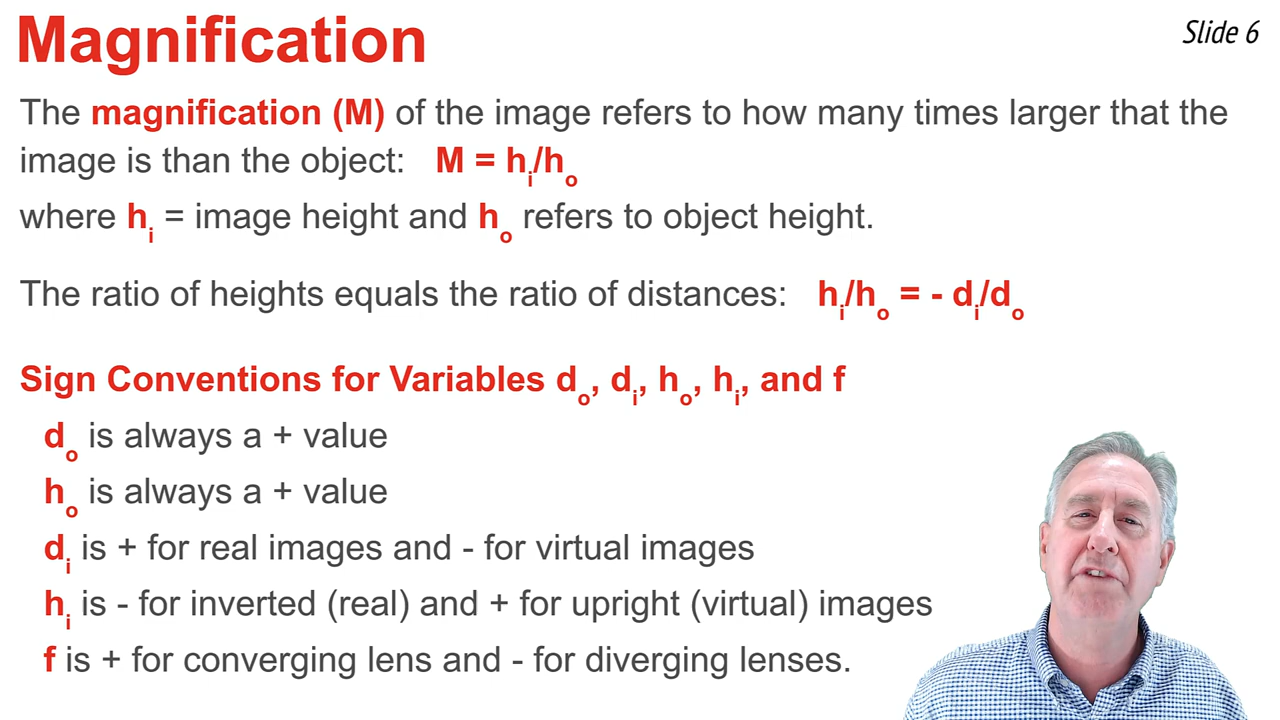 Magnification
Slide 6
The magnification (M) of the image refers to how many times larger that the
image is than the object: M = hi/ho
where hi = image height and ho refers to object height.
The ratio of heights equals the ratio of distances: hi/ho = - di/do
Sign Conventions for Variables do, di, ho, hi, and f
do is always a + value
ho is always a + value
di is + for real images and - for virtual images
hi is - for inverted (real) and + for upright (virtual) images
f is + for converging lens and - for diverging lenses.